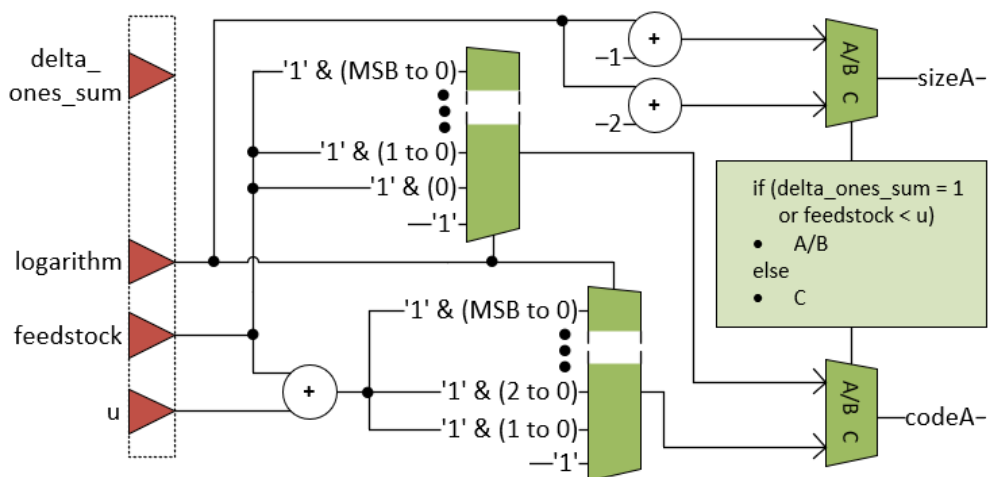 delta_
ones_sum
logarithm
feedstock
u
'1' & (MSB to 0)
'1' & (1 to 0)
'1' & (0)
'1'
'1' & (MSB to 0)
'1' & (2 to 0)
'1' & (1 to 0)
'1'
+
+
–1
+
–2
+
A/B
C
sizeA
if (delta_ones_sum = 1
or feedstock < u)
• A/B
else
• C
A/B
C
codeA